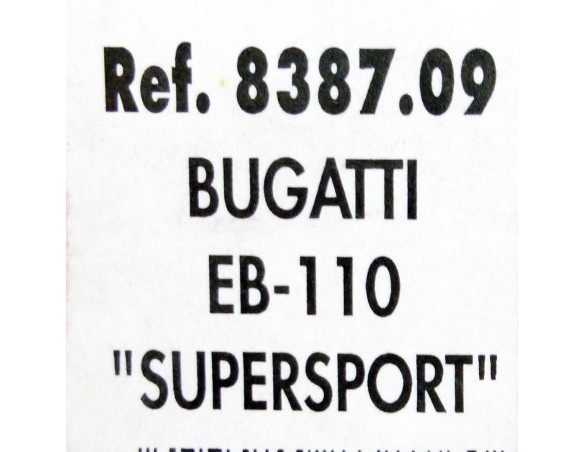 Ref. 8387.09
BUGATTI
EB-110
"SUPERSPORT"